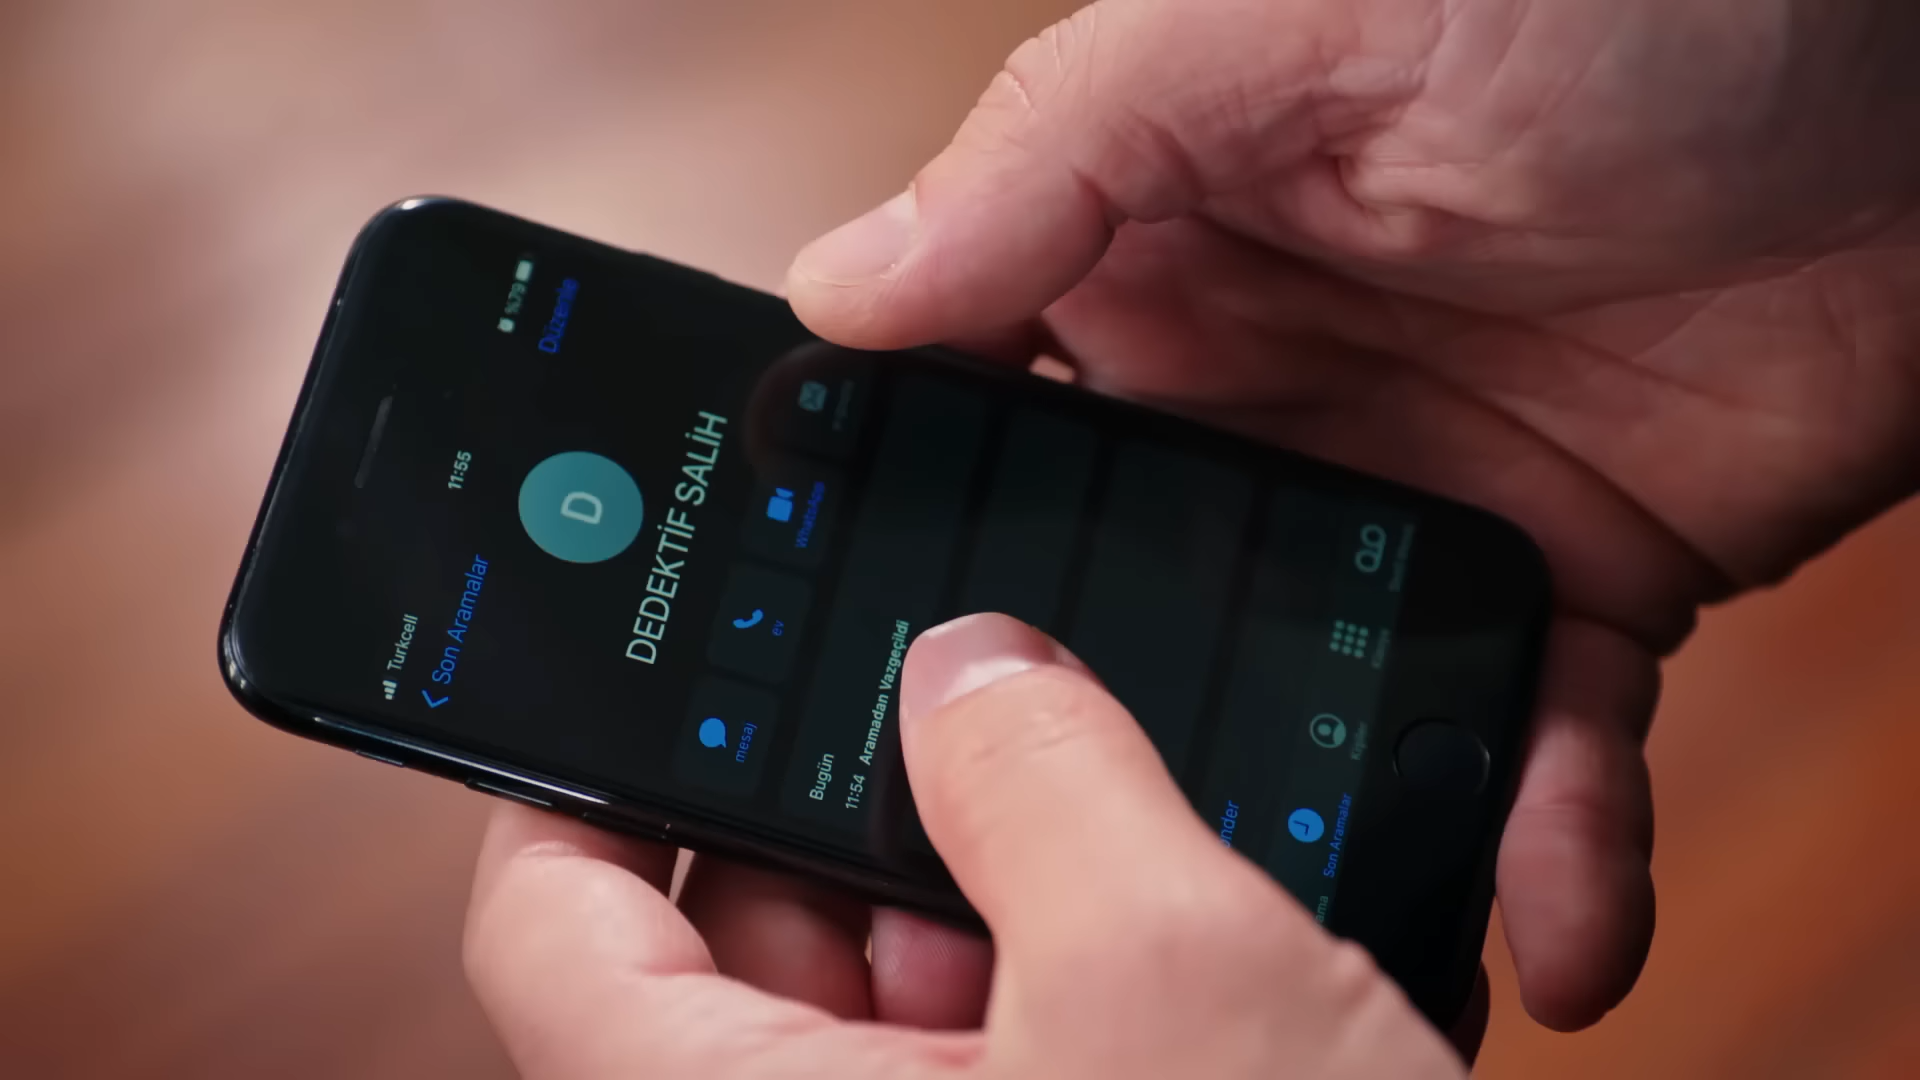 Turkcell
11:55
%79
Son Aramalar
Düzenle
D
DEDEKTİF SALİH
mesaj
ev
WhatsApp
Bugün
11:54 Aramadan Vazgeçildi
Son Aramalar
Kişiler